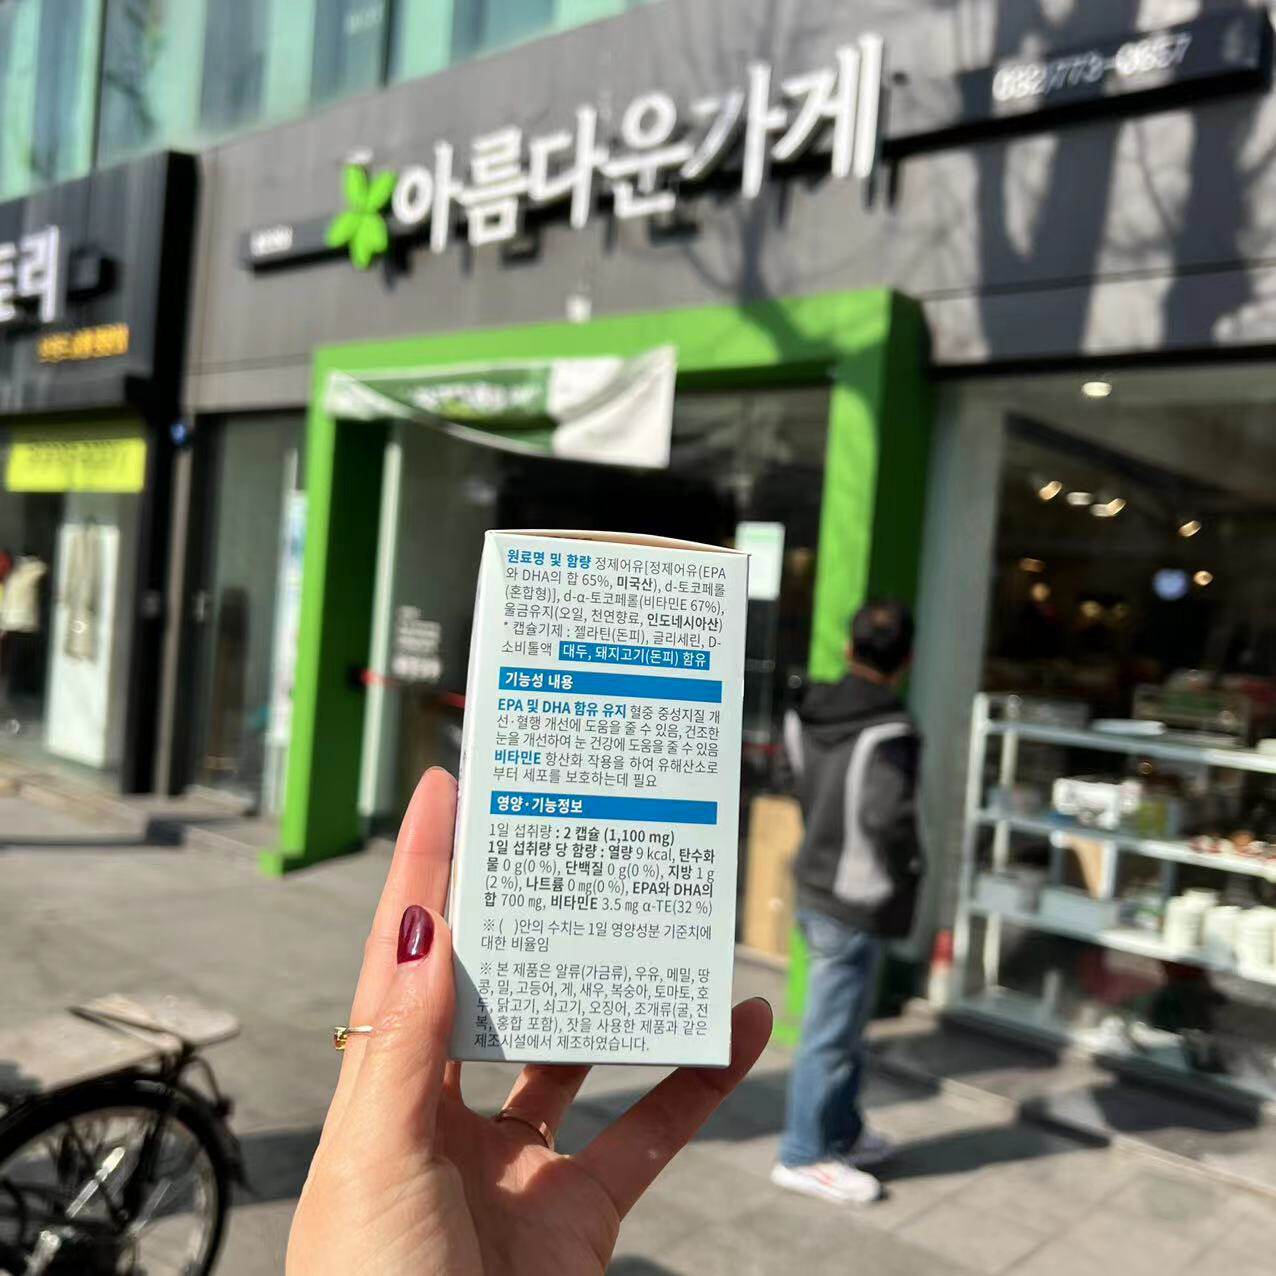 아름다운가게
032)773-0657
토리
원료명 및 함량 정제어유[정제어유(EPA
와 DHA의 합 65%, 미국산), d-토코페롤
(혼합형)], d-α-토코페롤(비타민E 67%),
울금유지(오일, 천연향료, 인도네시아산)
* 캡슐기제 : 젤라틴(돈피), 글리세린, D-
소비톨액 대두, 돼지고기(돈피) 함유
기능성 내용
EPA 및 DHA 함유 유지 혈중 중성지질 개
선·혈행 개선에 도움을 줄 수 있음, 건조한
눈을 개선하여 눈 건강에 도움을 줄 수 있음
비타민E 항산화 작용을 하여 유해산소로
부터 세포를 보호하는데 필요
영양·기능정보
1일 섭취량 : 2 캡슐 (1,100 mg)
1일 섭취량 당 함량 : 열량 9 kcal, 탄수화
물 0 g(0 %), 단백질 0 g(0 %), 지방 1 g
(2 %), 나트륨 0 mg(0 %), EPA와 DHA의
합 700 mg, 비타민E 3.5 mg α-TE(32 %)
※ ( )안의 수치는 1일 영양성분 기준치에
대한 비율임
※ 본 제품은 알류(가금류), 우유, 메밀, 땅
콩, 밀, 고등어, 게, 새우, 복숭아, 토마토, 호
두, 닭고기, 쇠고기, 오징어, 조개류(굴, 전
복, 홍합 포함), 잣을 사용한 제품과 같은
제조시설에서 제조하였습니다.